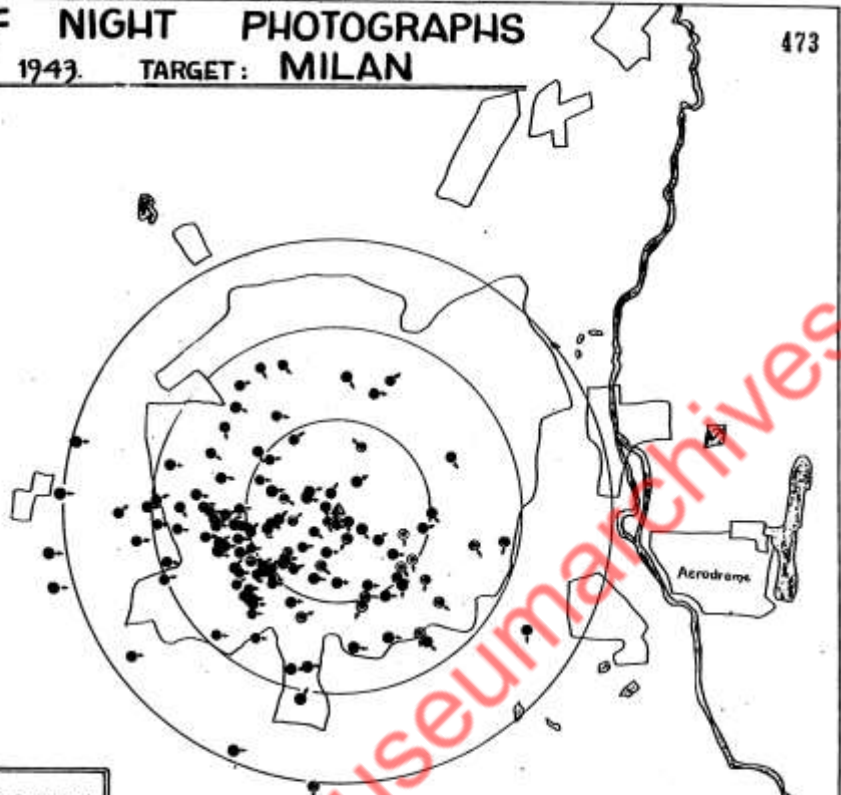 NIGHT PHOTOGRAPHS
473
1943. TARGET: MILAN
Aerodrome
useumarchives